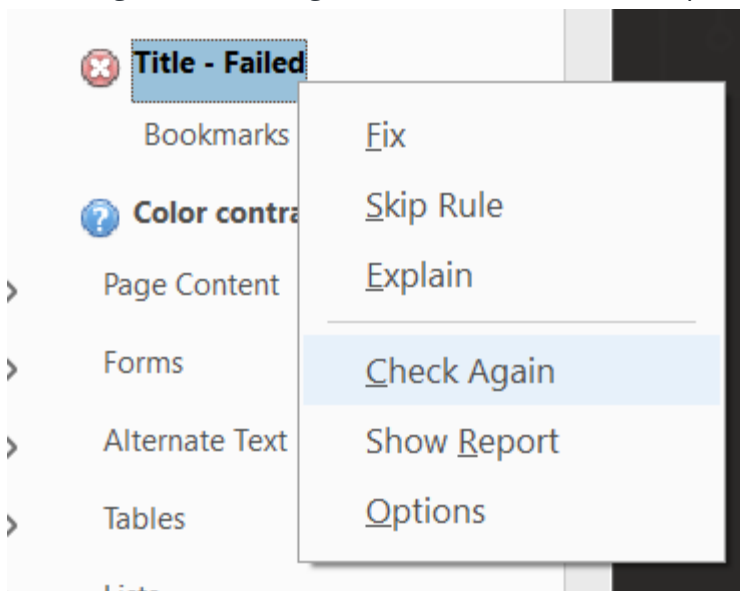 Title - Failed
Bookmarks
Color contra
Page Content
Forms
Alternate Text
Tables
Fix
Skip Rule
Explain
Check Again
Show Report
Options